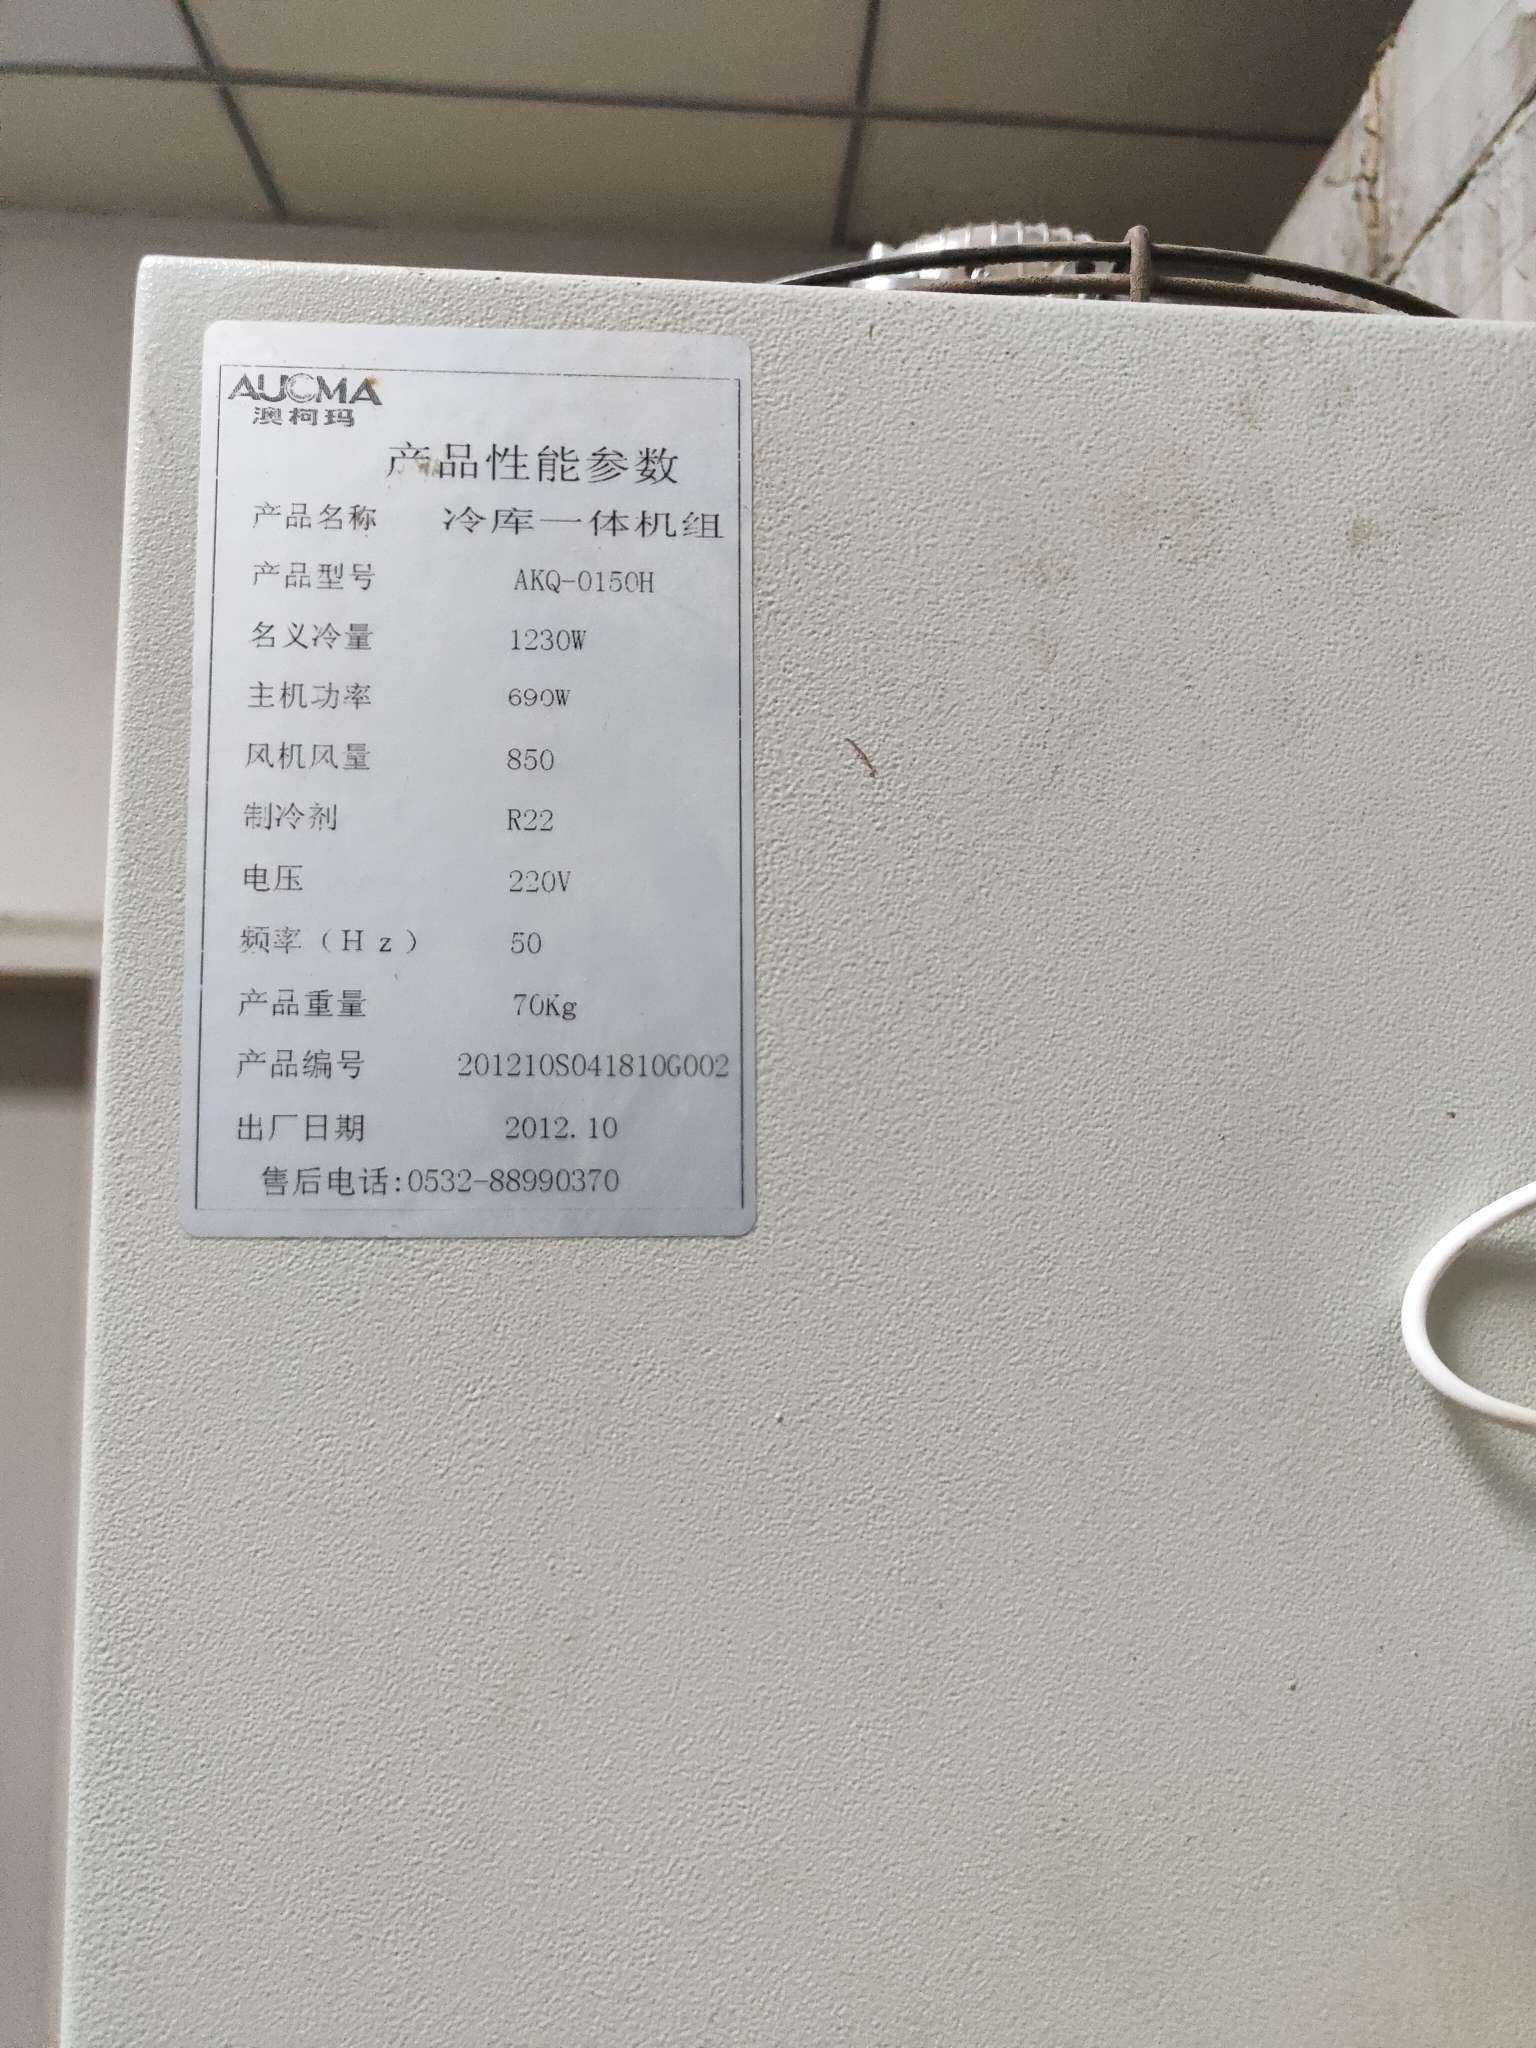 AUCMA
澳柯玛
产品性能参数
产品名称 冷库一体机组
产品型号 AKQ-0150H
名义冷量 1230W
主机功率 690W
风机风量 850
制冷剂 R22
电压 220V
频率（Hz） 50
产品重量 70Kg
产品编号 201210S041810G002
出厂日期 2012.10
售后电话:0532-88990370